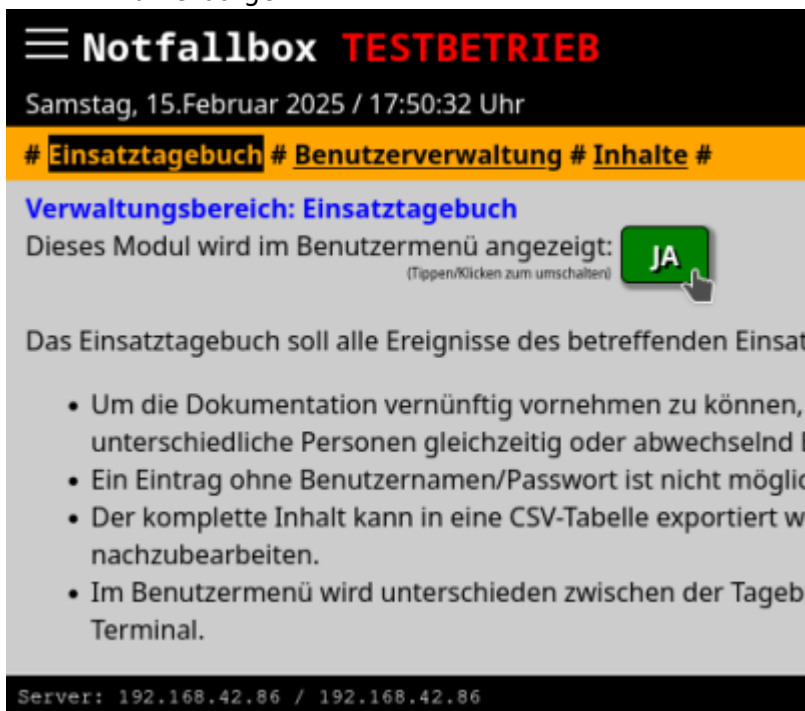 Notfallbox TESTBETRIEB
Samstag, 15.Februar 2025 / 17:50:32 Uhr
# Einsatztagebuch # Benutzerverwaltung # Inhalte #
Verwaltungsbereich: Einsatztagebuch
Dieses Modul wird im Benutzermenü angezeigt: JA
(Tippen/Klicken zum umschalten)
Das Einsatztagebuch soll alle Ereignisse des betreffenden Einsat
• Um die Dokumentation vernünftig vornehmen zu können,
unterschiedliche Personen gleichzeitig oder abwechselnd
• Ein Eintrag ohne Benutzernamen/Passwort ist nicht möglic
• Der komplette Inhalt kann in eine CSV-Tabelle exportiert w
nachzubearbeiten.
• Im Benutzermenü wird unterschieden zwischen der Tageb
Terminal.
Server: 192.168.42.86 / 192.168.42.86